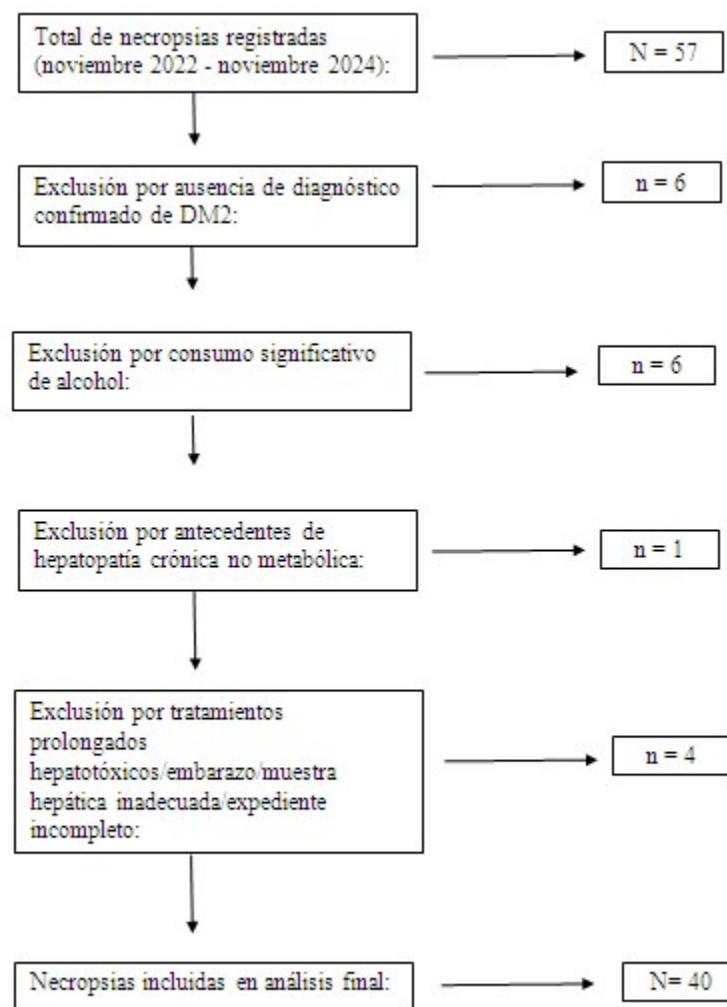 Total de necropsias registradas
(noviembre 2022 - noviembre 2024):
N = 57
Exclusión por ausencia de diagnóstico
confirmado de DM2:
n = 6
Exclusión por consumo significativo
de alcohol:
n = 6
Exclusión por antecedentes de
hepatopatía crónica no metabólica:
n = 1
Exclusión por tratamientos
prolongados
hepatotóxicos/embarazo/muestra
hepática inadecuada/expediente
incompleto:
n = 4
Necropsias incluidas en análisis final:
N= 40